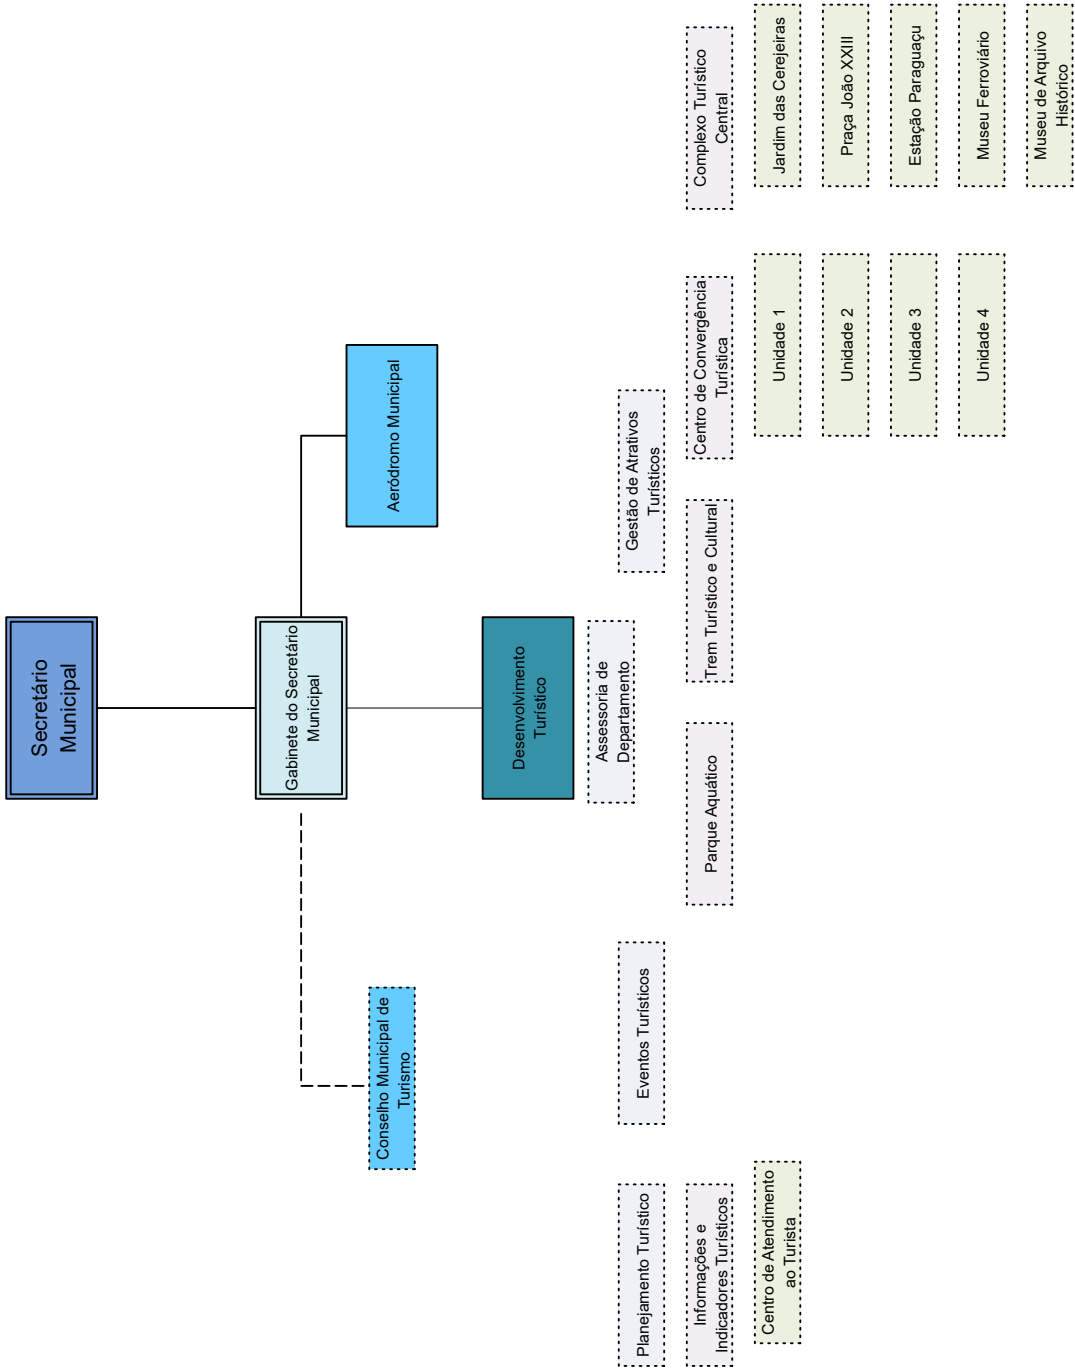 Secretário
Municipal
Gabinete do Secretário
Municipal
Conselho Municipal de
Turismo
Aeródromo Municipal
Desenvolvimento
Turístico
Assessoria de
Departamento
Planejamento Turístico
Eventos Turísticos
Gestão de Atrativos
Turísticos
Informações e
Indicadores Turísticos
Parque Aquático
Trem Turístico e Cultural
Centro de Convergência
Turística
Complexo Turístico
Central
Centro de Atendimento
ao Turista
Unidade 1
Jardim das Cerejeiras
Unidade 2
Praça João XXIII
Unidade 3
Estação Paraguaçu
Unidade 4
Museu Ferroviário
Museu de Arquivo
Histórico